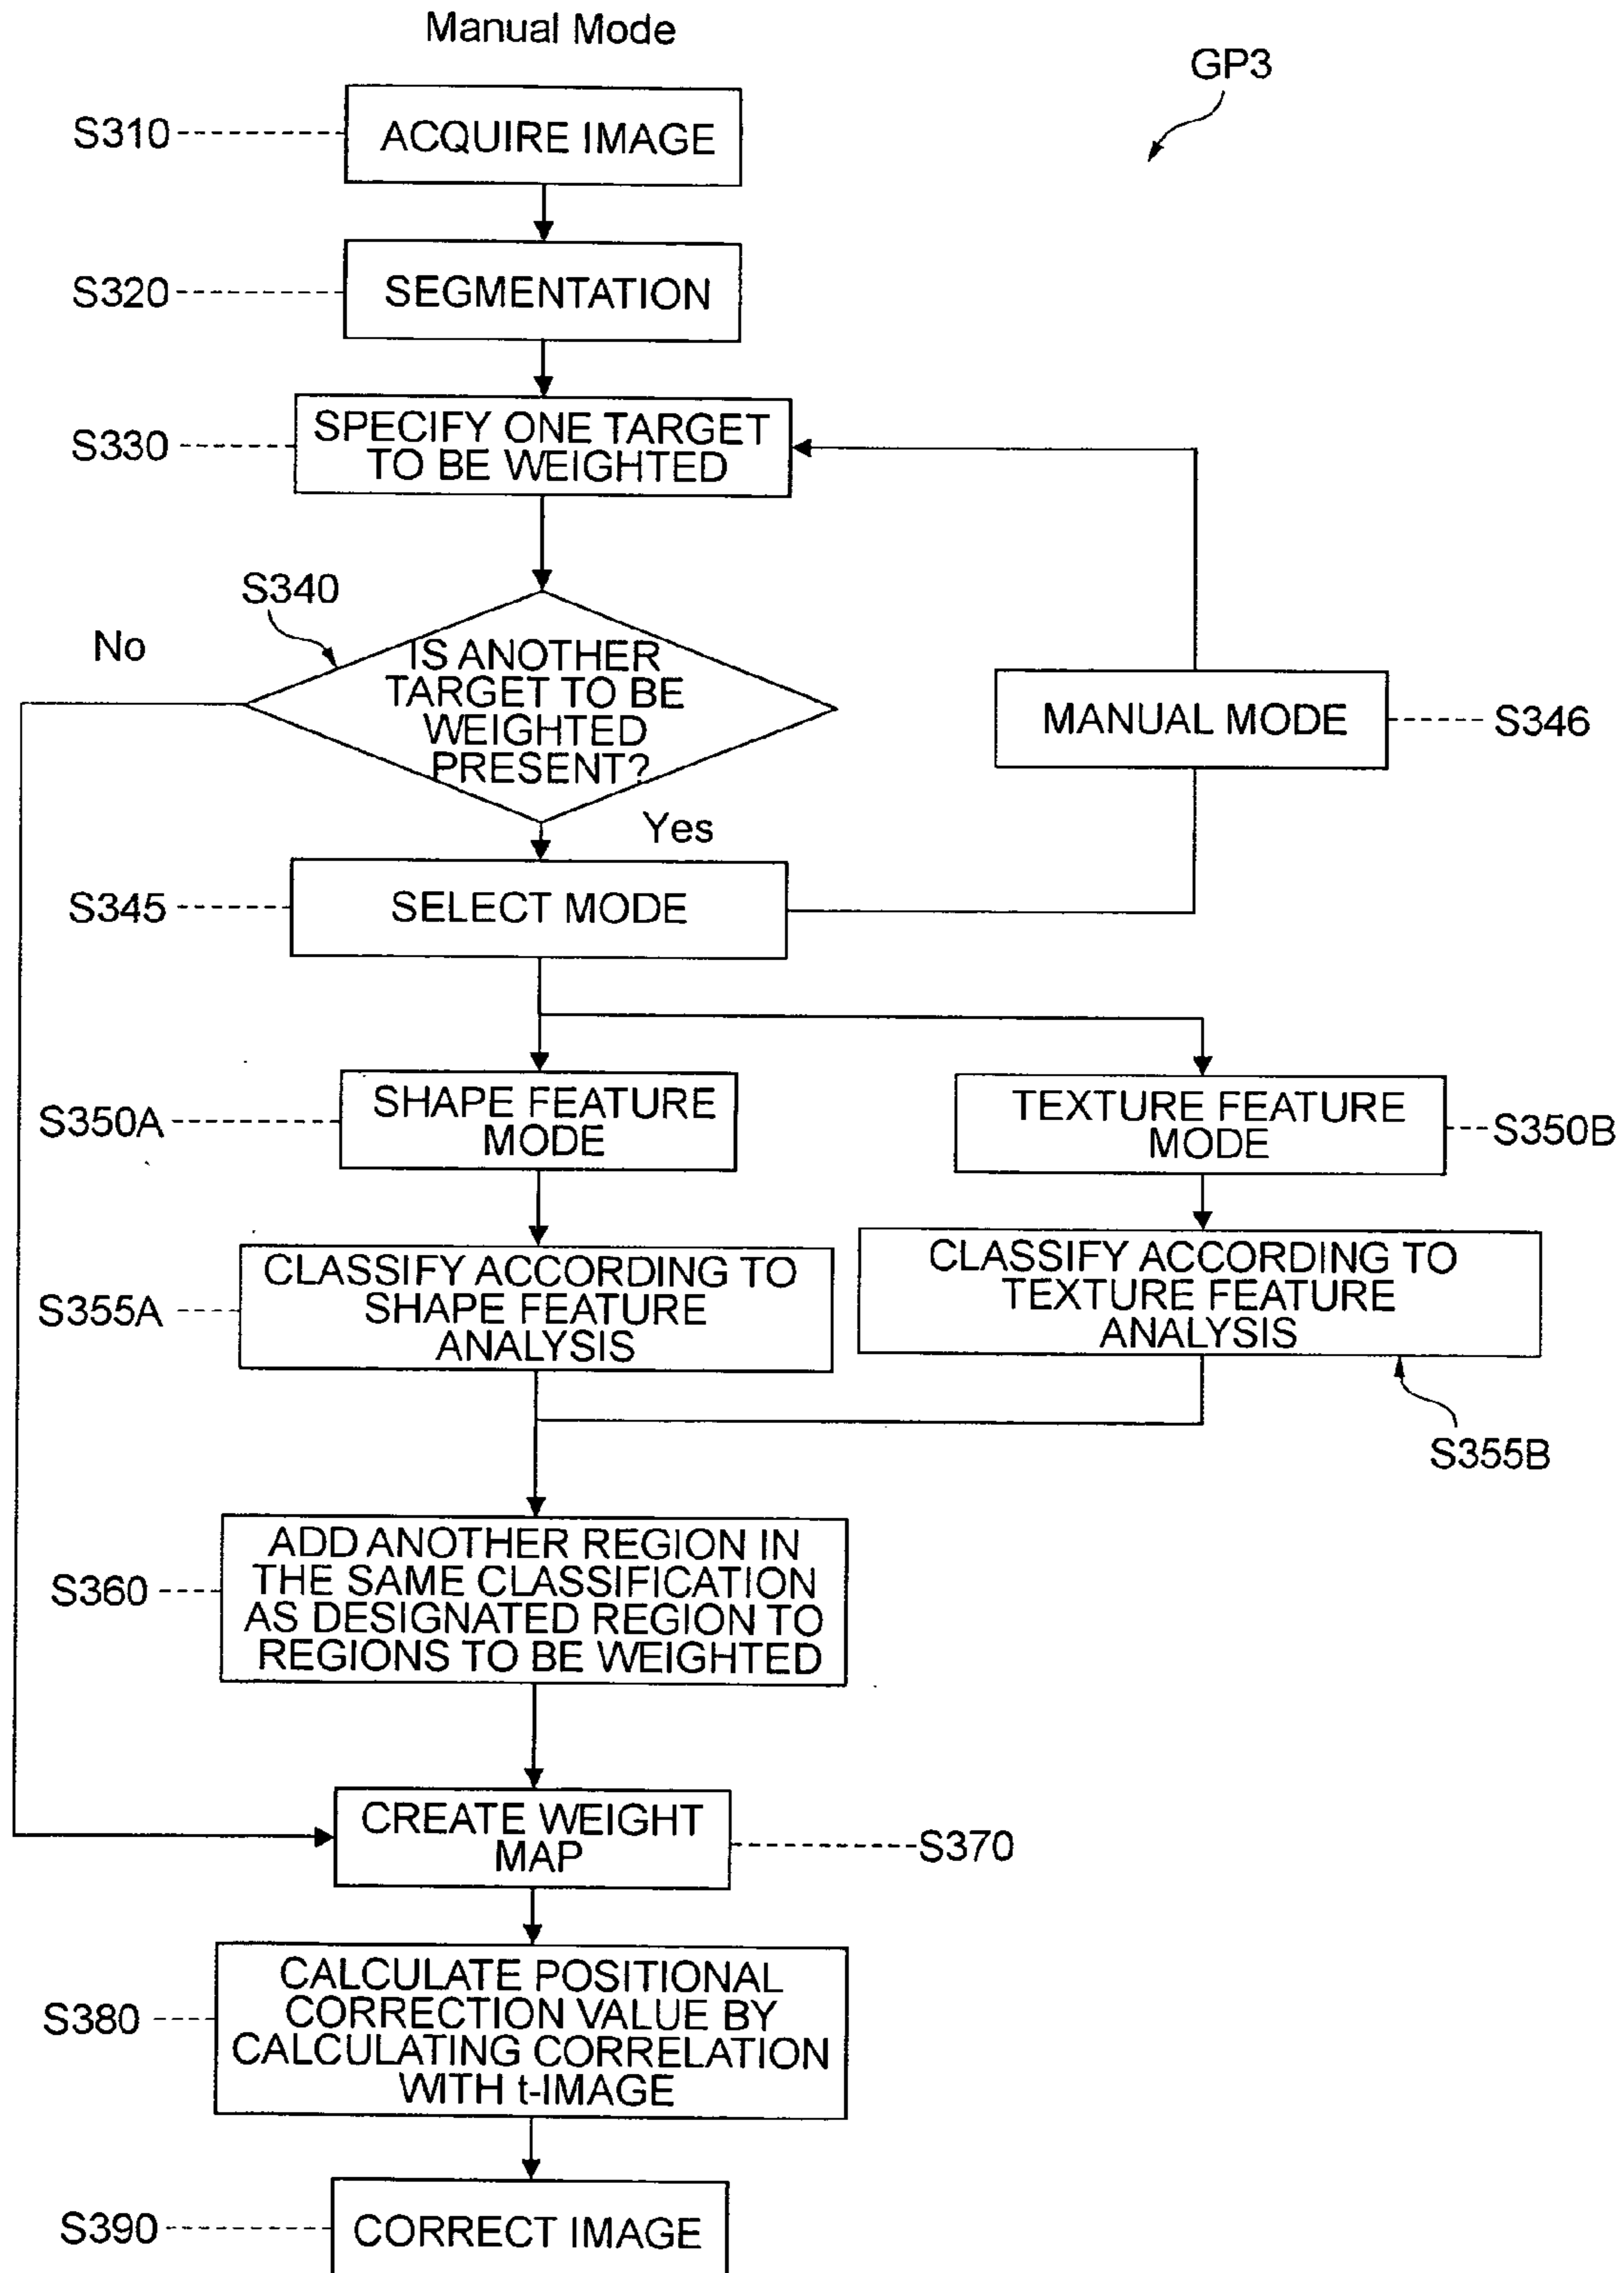 Manual Mode
GP3
S310
ACQUIRE IMAGE
S320
SEGMENTATION
S330
SPECIFY ONE TARGET
TO BE WEIGHTED
S340
No
IS ANOTHER
TARGET TO BE
WEIGHTED
PRESENT?
MANUAL MODE
S346
Yes
S345
SELECT MODE
S350A
SHAPE FEATURE
MODE
TEXTURE FEATURE
MODE
S350B
S355A
CLASSIFY ACCORDING TO
SHAPE FEATURE
ANALYSIS
CLASSIFY ACCORDING TO
TEXTURE FEATURE
ANALYSIS
S355B
S360
ADD ANOTHER REGION IN
THE SAME CLASSIFICATION
AS DESIGNATED REGION TO
REGIONS TO BE WEIGHTED
CREATE WEIGHT
MAP
S370
S380
CALCULATE POSITIONAL
CORRECTION VALUE BY
CALCULATING CORRELATION
WITH t-IMAGE
S390
CORRECT IMAGE